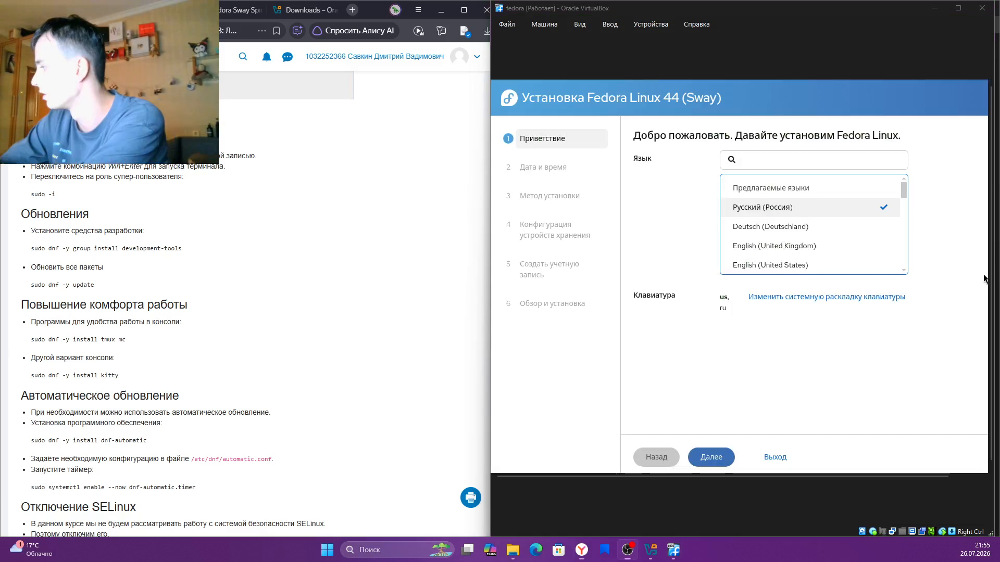 dora Sway Spi
Downloads – Ora
В: Л...
Спросить Алису AI
1032252366 Савкин Дмитрий Вадимович
ой записью.
Нажмите комбинацию Win+Enter для запуска терминала.
Переключитесь на роль супер-пользователя:
sudo -i
Обновления
Установите средства разработки:
sudo dnf -y group install development-tools
Обновить все пакеты
sudo dnf -y update
Повышение комфорта работы
Программы для удобства работы в консоли:
sudo dnf -y install tmux mc
Другой вариант консоли:
sudo dnf -y install kitty
Автоматическое обновление
При необходимости можно использовать автоматическое обновление.
Установка программного обеспечения:
sudo dnf -y install dnf-automatic
Задаёте необходимую конфигурацию в файле /etc/dnf/automatic.conf.
Запустите таймер:
sudo systemctl enable --now dnf-automatic.timer
Отключение SELinux
В данном курсе мы не будем рассматривать работу с системой безопасности SELinux.
Поэтому отключим его.
fedora [Работает] - Oracle VirtualBox
Файл Машина Вид Ввод Устройства Справка
Установка Fedora Linux 44 (Sway)
1 Приветствие
2 Дата и время
3 Метод установки
4 Конфигурация
устройств хранения
5 Создать учетную
запись
6 Обзор и установка
Добро пожаловать. Давайте установим Fedora Linux.
Язык
Предлагаемые языки
Русский (Россия)
Deutsch (Deutschland)
English (United Kingdom)
English (United States)
Клавиатура
us,
ru
Изменить системную раскладку клавиатуры
Назад Далее Выход
Right Ctrl
1
17°C
Облачно
Поиск
M365
x64
21:55
26.07.2026